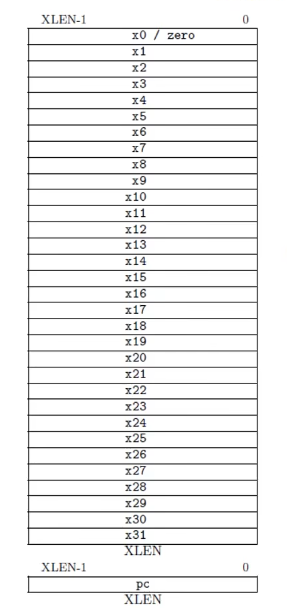 XLEN-1 0
x0 / zero
x1
x2
x3
x4
x5
x6
x7
x8
x9
x10
x11
x12
x13
x14
x15
x16
x17
x18
x19
x20
x21
x22
x23
x24
x25
x26
x27
x28
x29
x30
x31
XLEN
XLEN-1 0
pc
XLEN